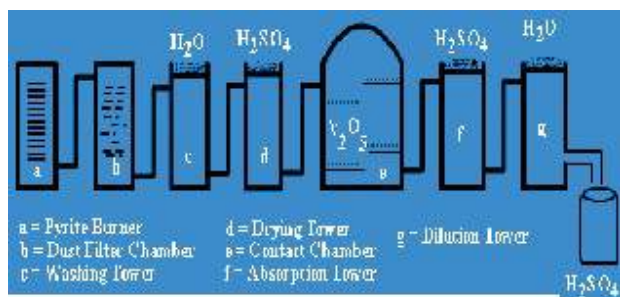 H₂O
H₂SO₄
H₂SO₄
H₂O
V₂O₅
a
b
c
d
e
f
g
a = Pyrite Burner
b = Dust Filter Chamber
c = Washing Tower
d = Drying Tower
e = Contact Chamber
f = Absorption Tower
g = Dilution Tower
H₂SO₄